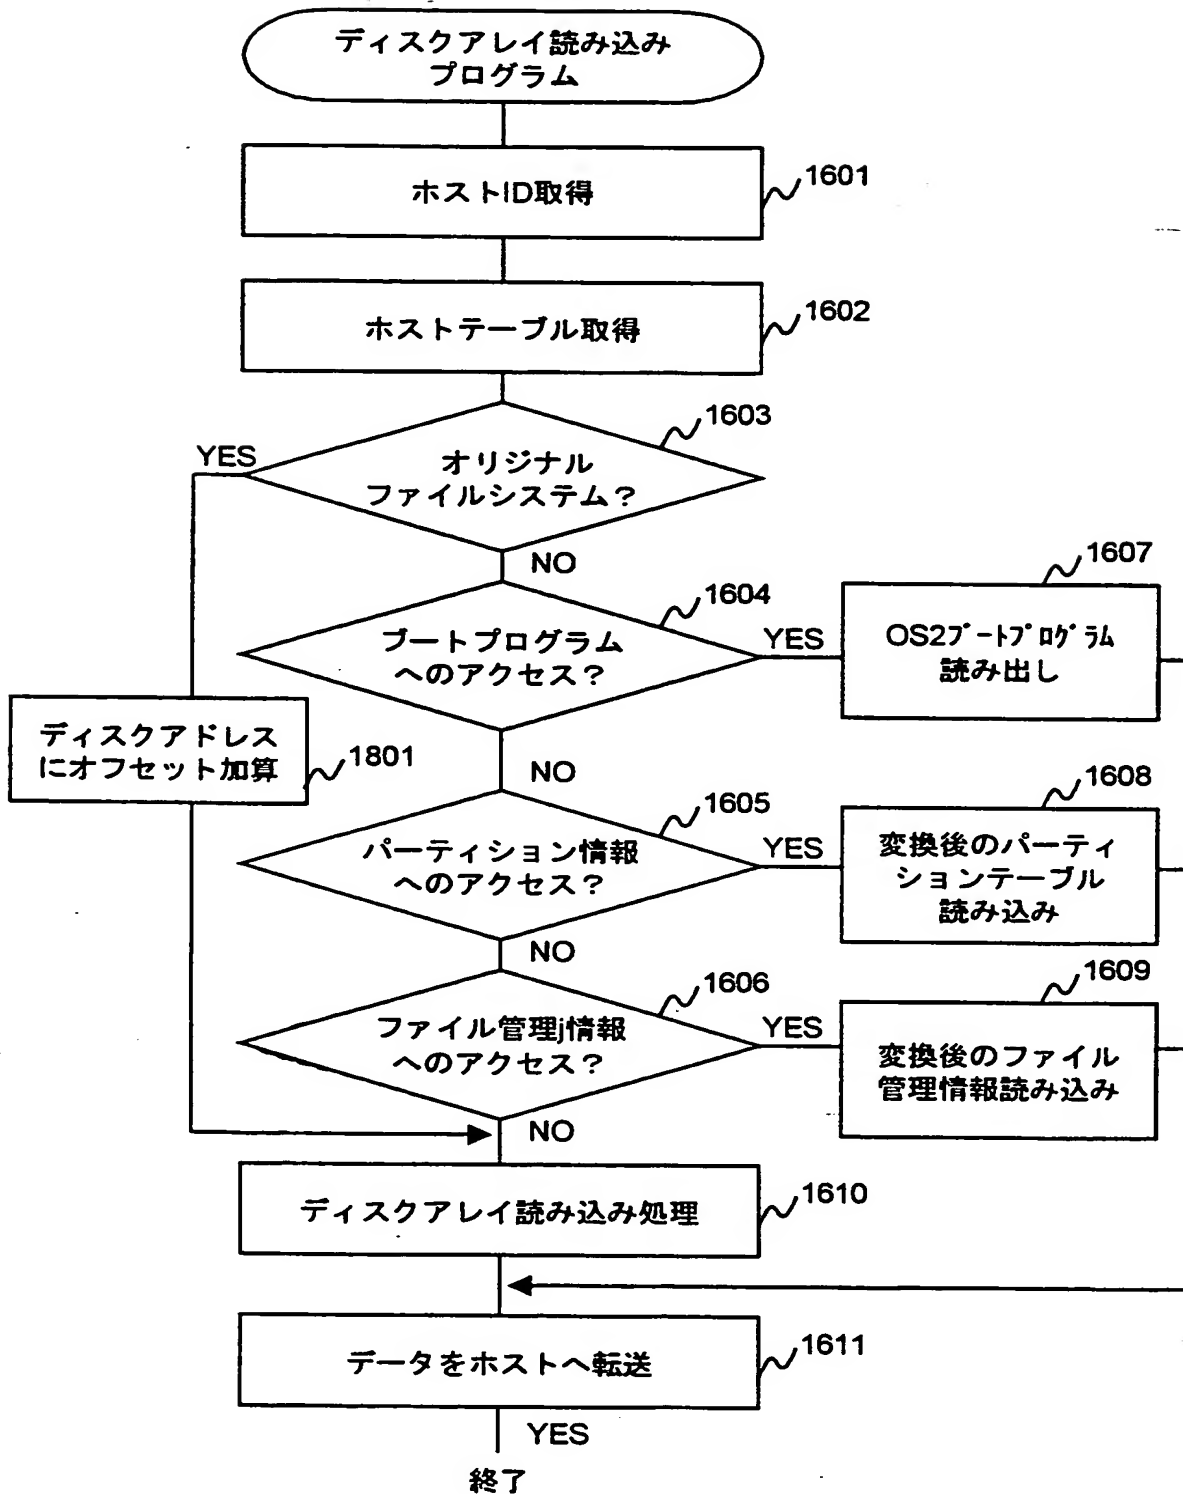 ディスクアレイ読み込み
プログラム
ホストID取得
1601
ホストテーブル取得
1602
1603
YES
オリジナル
ファイルシステム？
NO
1604
ブートプログラム
へのアクセス？
YES
1607
OS2ﾌﾞｰﾄﾌﾟﾛｸﾞﾗﾑ
読み出し
ディスクアドレス
にオフセット加算
1801
NO
1605
パーティション情報
へのアクセス？
YES
1608
変換後のパーティ
ションテーブル
読み込み
NO
1606
ファイル管理j情報
へのアクセス？
YES
1609
変換後のファイル
管理情報読み込み
NO
ディスクアレイ読み込み処理
1610
データをホストへ転送
1611
YES
終了